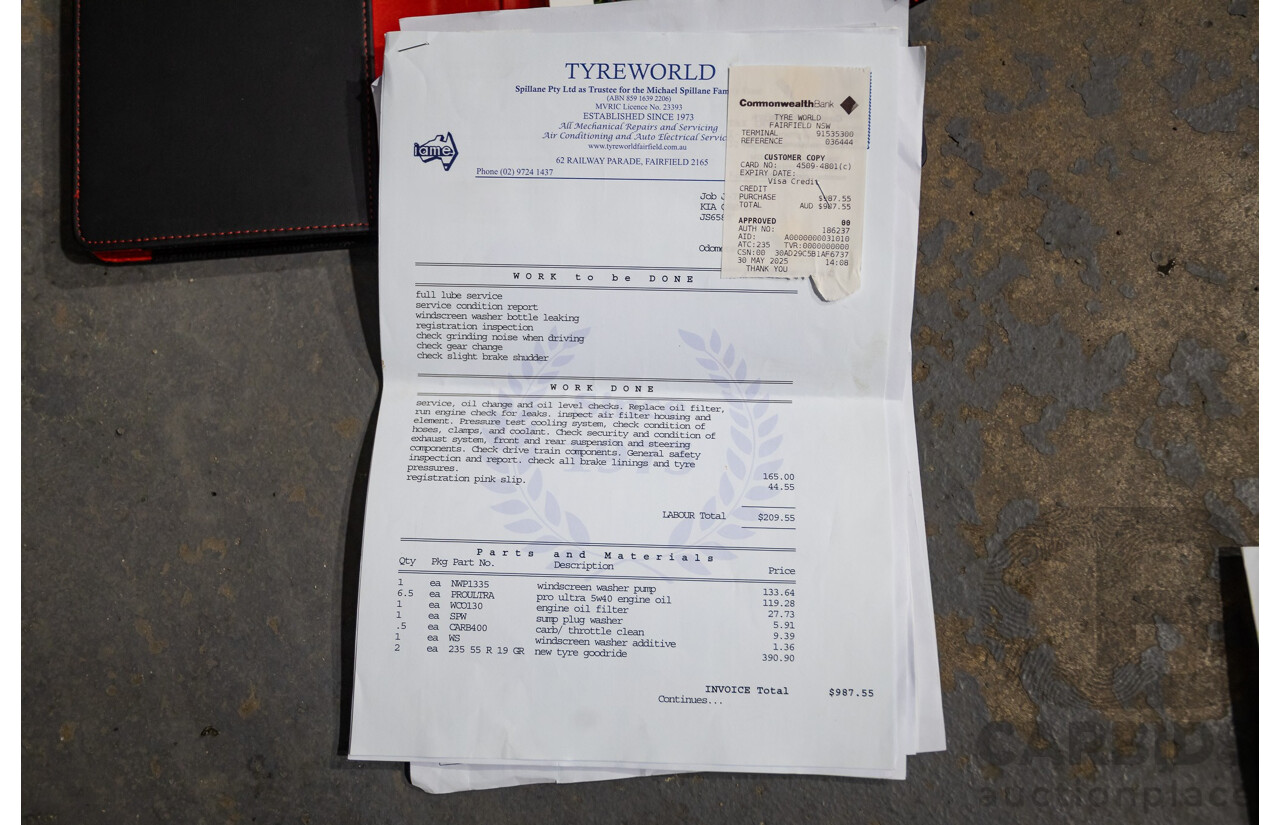 TYREWORLD
Spillane Pty Ltd as Trustee for the Michael Spillane Fam
(ABN 859 1639 2206)
MVRIC Licence No. 23393
ESTABLISHED SINCE 1973
All Mechanical Repairs and Servicing
Air Conditioning and Auto Electrical Servic
www.tyreworldfairfield.com.au
iame
62 RAILWAY PARADE, FAIRFIELD 2165
Phone (02) 9724 1437
CommonwealthBank
TYRE WORLD
FAIRFIELD NSW
TERMINAL 91535300
REFERENCE 036444
CUSTOMER COPY
CARD NO: 4509-4801(c)
EXPIRY DATE:
Visa Credit
CREDIT
PURCHASE $987.55
TOTAL AUD $987.55
APPROVED 00
AUTH NO: 186237
AID: A0000000031010
ATC:235 TVR:0000000000
CSN:00 30AD29C5B1AF6737
30 MAY 2025 14:08
THANK YOU
Job
KIA
JS65
Odome
WORK to be DONE
full lube service
service condition report
windscreen washer bottle leaking
registration inspection
check grinding noise when driving
check gear change
check slight brake shudder
WORK DONE
service, oil change and oil level checks. Replace oil filter,
run engine check for leaks. inspect air filter housing and
element. Pressure test cooling system, check condition of
hoses, clamps, and coolant. Check security and condition of
exhaust system, front and rear suspension and steering
components. Check drive train components. General safety
inspection and report. check all brake linings and tyre
pressures. 165.00
registration pink slip. 44.55
LABOUR Total $209.55
Parts and Materials
Qty Pkg Part No. Description Price
1 ea NWP1335 windscreen washer pump 133.64
6.5 ea PROULTRA pro ultra 5w40 engine oil 119.28
1 ea WCO130 engine oil filter 27.73
1 ea SPW sump plug washer 5.91
.5 ea CARB400 carb/ throttle clean 9.39
1 ea WS windscreen washer additive 1.36
2 ea 235 55 R 19 GR new tyre goodride 390.90
INVOICE Total $987.55
Continues...
CARBIDS
auctionplace